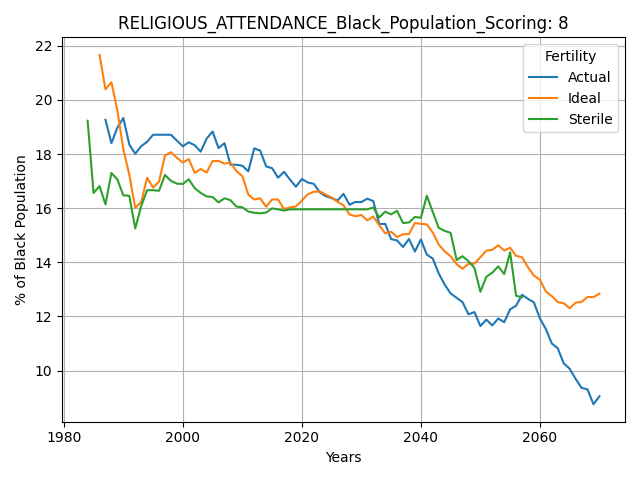 RELIGIOUS_ATTENDANCE_Black_Population_Scoring: 8
% of Black Population
22
20
18
16
14
12
10
Fertility
Actual
Ideal
Sterile
1980
2000
2020
2040
2060
Years